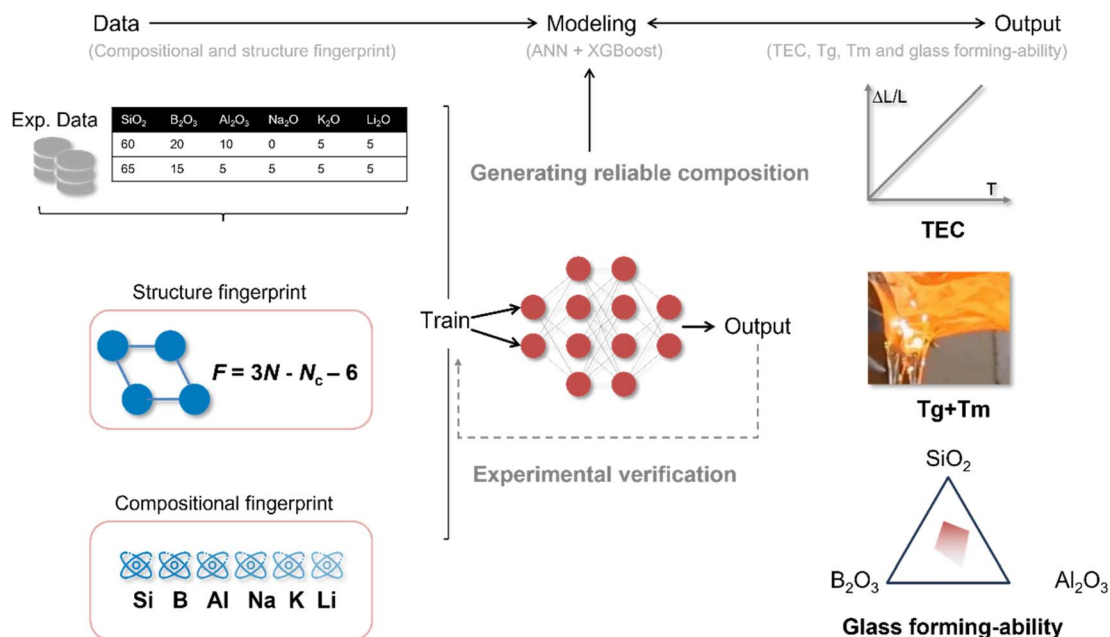 Data
Modeling
Output
(Compositional and structure fingerprint)
(ANN + XGBoost)
(TEC, Tg, Tm and glass forming-ability)
Exp. Data
SiO₂ B₂O₃ Al₂O₃ Na₂O K₂O Li₂O
60 20 10 0 5 5
65 15 5 5 5 5
Generating reliable composition
ΔL/L
T
TEC
Structure fingerprint
F = 3N - Nc – 6
Train
Output
Tg+Tm
Experimental verification
Compositional fingerprint
Si B Al Na K Li
SiO₂
B₂O₃
Al₂O₃
Glass forming-ability